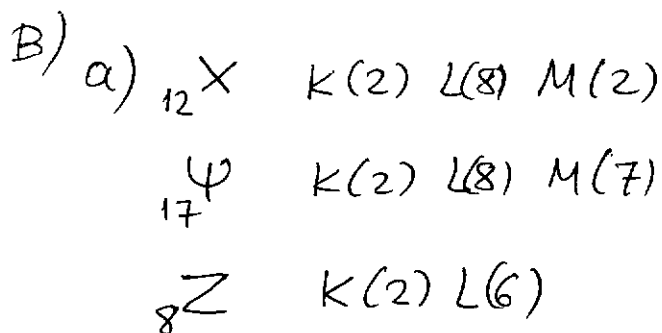 B) a) ₁₂X K(2) L(8) M(2)
₁₇Ψ K(2) L(8) M(7)
₈Z K(2) L(6)